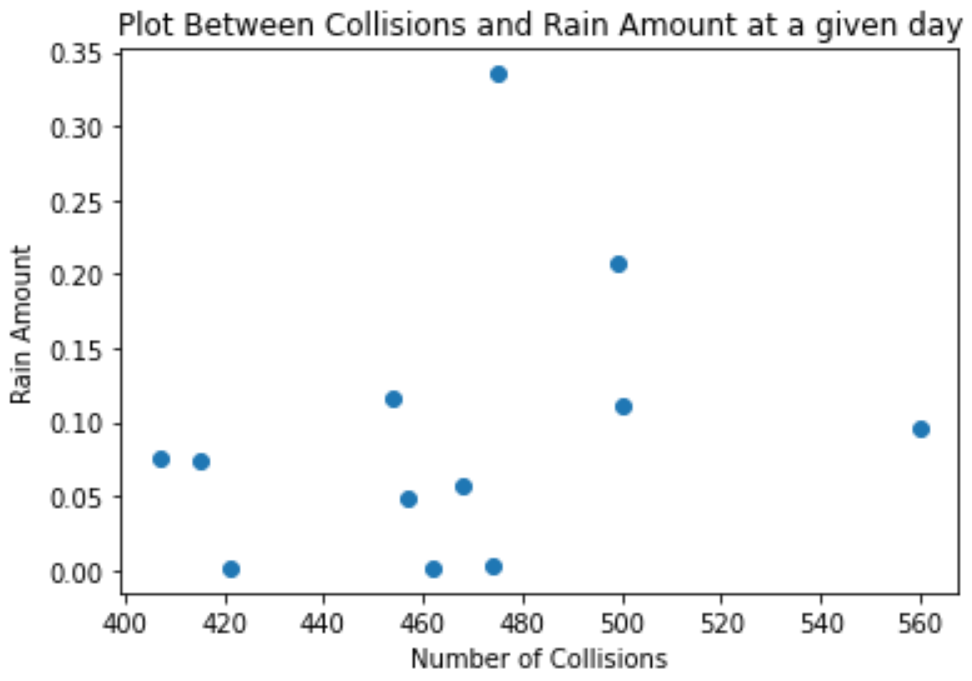 Plot Between Collisions and Rain Amount at a given day
0.35
0.30
0.25
0.20
0.15
0.10
0.05
0.00
Rain Amount
400 420 440 460 480 500 520 540 560
Number of Collisions